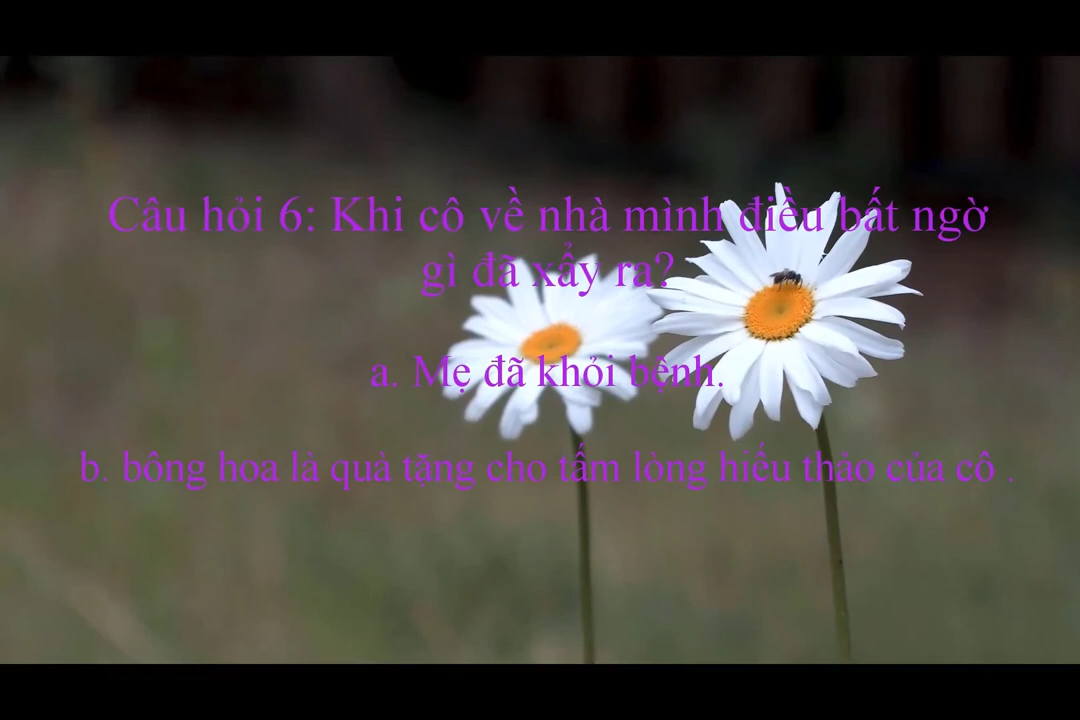 Câu hỏi 6: Khi cô về nhà mình điều bất ngờ
gì đã xẩy ra?
a. Mẹ đã khỏi bệnh.
b. bông hoa là quà tặng cho tấm lòng hiếu thảo của cô .